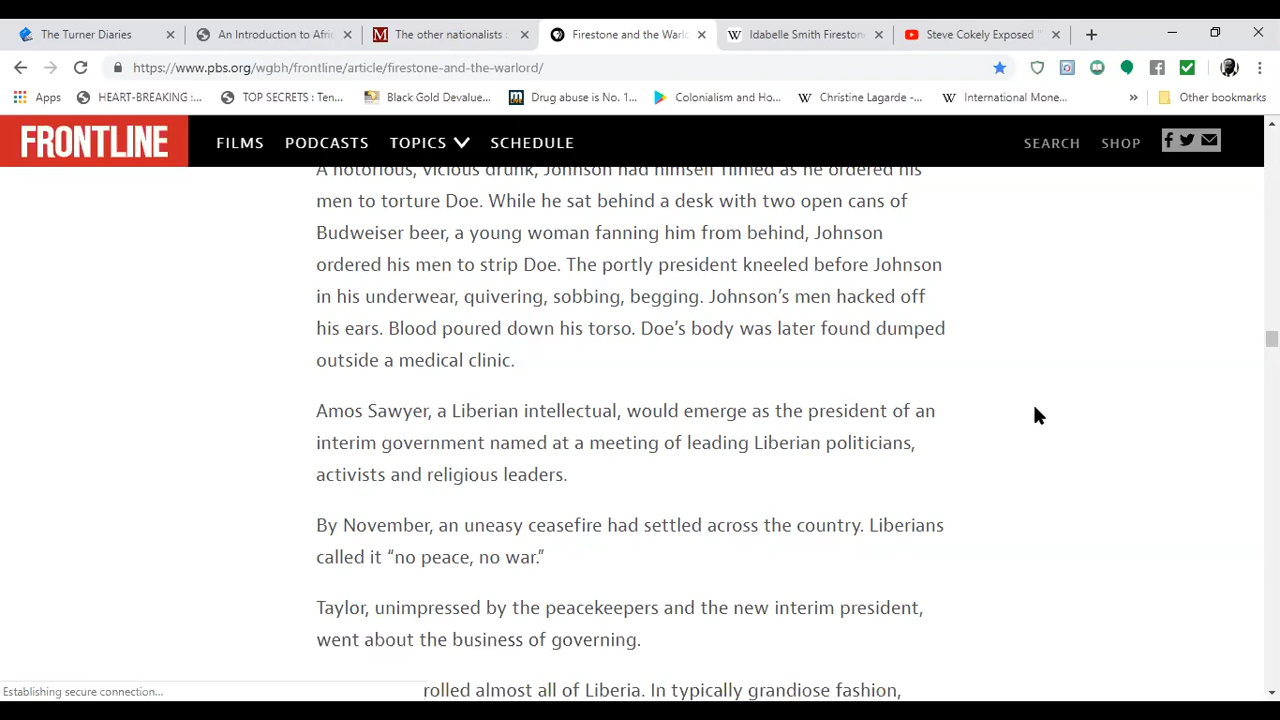 The Turner Diaries
An Introduction to Afri
The other nationalists
Firestone and the Warlo
Idabelle Smith Firestone
Steve Cokely Exposed "
https://www.pbs.org/wgbh/frontline/article/firestone-and-the-warlord/
Apps
HEART-BREAKING :...
TOP SECRETS : Ten...
Black Gold Devalue...
Drug abuse is No. 1...
Colonialism and Ho...
Christine Lagarde -...
International Mone...
Other bookmarks
FRONTLINE
FILMS
PODCASTS
TOPICS
SCHEDULE
SEARCH
SHOP
A notorious, vicious drunk, Johnson had himself filmed as he ordered his
men to torture Doe. While he sat behind a desk with two open cans of
Budweiser beer, a young woman fanning him from behind, Johnson
ordered his men to strip Doe. The portly president kneeled before Johnson
in his underwear, quivering, sobbing, begging. Johnson's men hacked off
his ears. Blood poured down his torso. Doe's body was later found dumped
outside a medical clinic.
Amos Sawyer, a Liberian intellectual, would emerge as the president of an
interim government named at a meeting of leading Liberian politicians,
activists and religious leaders.
By November, an uneasy ceasefire had settled across the country. Liberians
called it “no peace, no war.”
Taylor, unimpressed by the peacekeepers and the new interim president,
went about the business of governing.
rolled almost all of Liberia. In typically grandiose fashion,
Establishing secure connection...